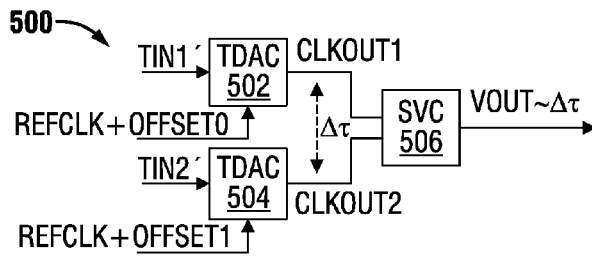 500
TIN1´
TDAC
502
CLKOUT1
REFCLK+OFFSET0
Δτ
SVC
506
VOUT~Δτ
TIN2´
TDAC
504
CLKOUT2
REFCLK+OFFSET1